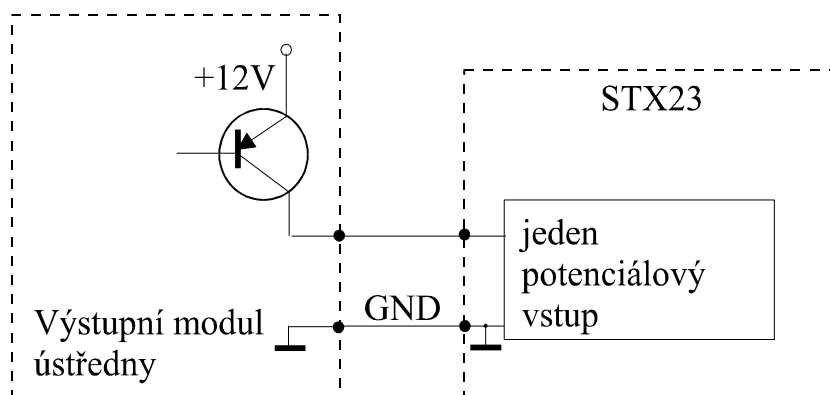 +12V
STX23
jeden
potenciálový
vstup
GND
Výstupní modul
ústředny